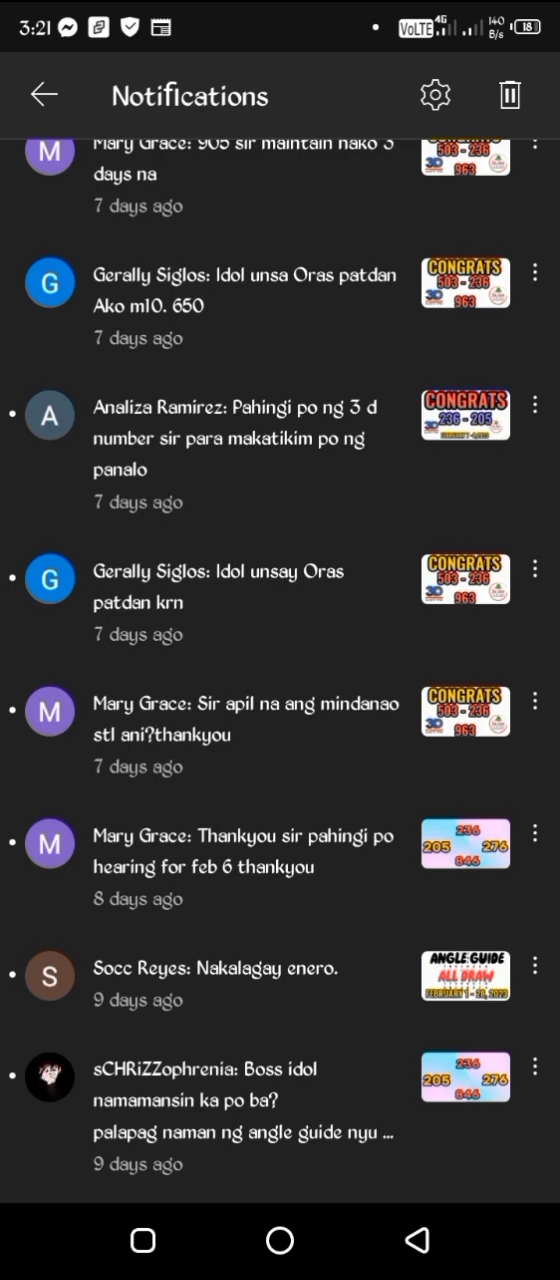 3:21
VoLTE 4G 140 B/s 18
Notifications
M
Mary Grace: 905 sir maintain nako 3
days na
7 days ago
503 - 236
3D
963
G
Gerally Siglos: Idol unsa Oras patdan
Ako ml0. 650
7 days ago
CONGRATS
503 - 236
3D
963
A
Analiza Ramirez: Pahingi po ng 3 d
number sir para makatikim po ng
panalo
7 days ago
CONGRATS
236 - 205
3D
G
Gerally Siglos: Idol unsay Oras
patdan krn
7 days ago
CONGRATS
503 - 236
3D
963
M
Mary Grace: Sir apil na ang mindanao
stl ani?thankyou
7 days ago
CONGRATS
503 - 236
3D
963
M
Mary Grace: Thankyou sir pahingi po
hearing for feb 6 thankyou
8 days ago
236
205 276
846
S
Socc Reyes: Nakalagay enero.
9 days ago
ANGLE GUIDE
ALL DRAW
FEBRUARY 1 - 28, 2023
sCHRiZZophrenia: Boss idol
namamansin ka po ba?
palapag naman ng angle guide nyu ...
9 days ago
236
205 276
846